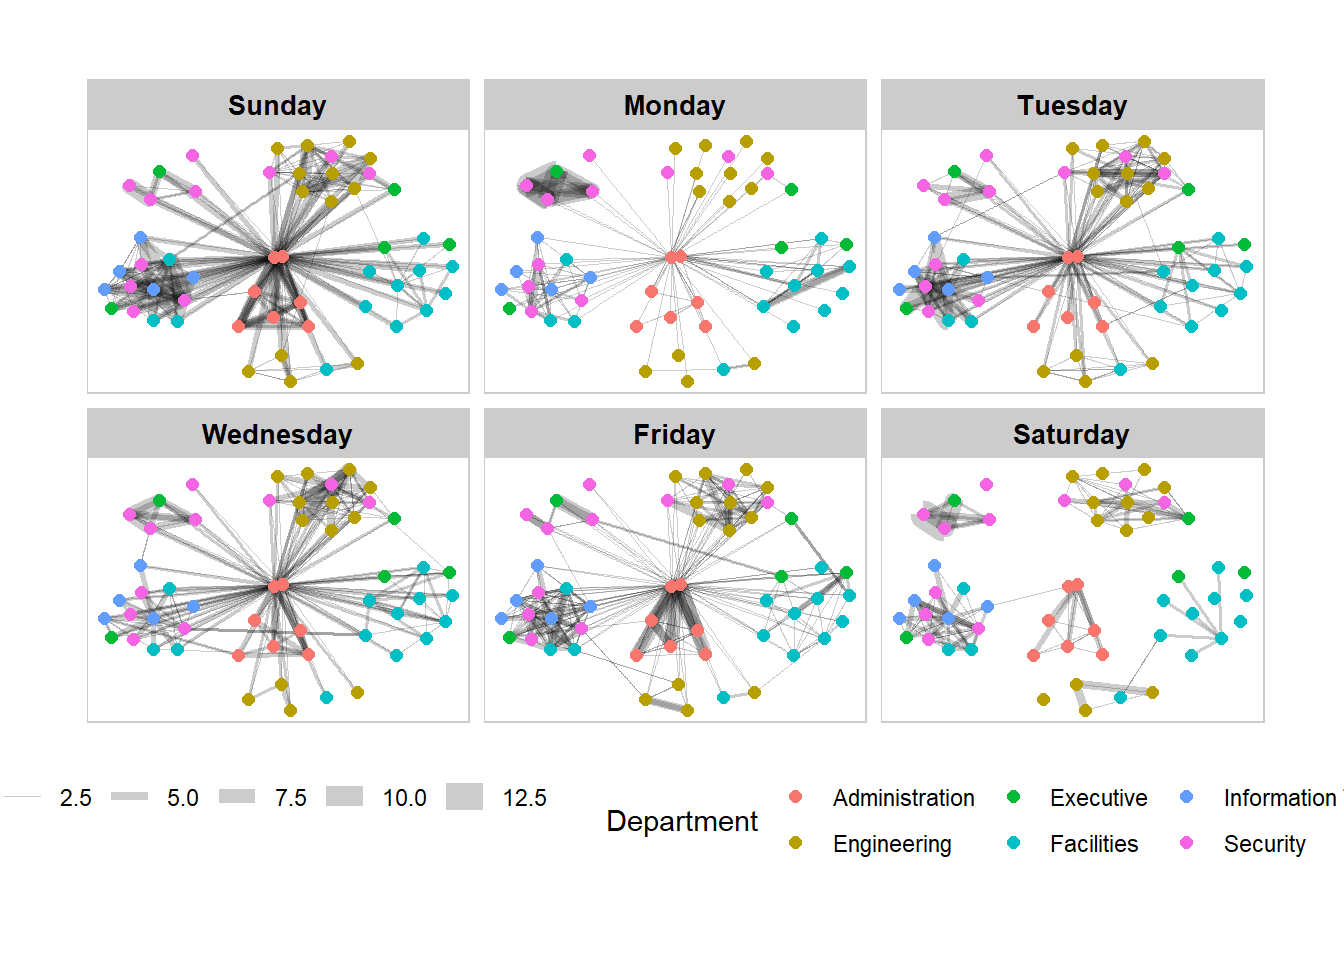 Sunday Monday Tuesday
Wednesday Friday Saturday
2.5 5.0 7.5 10.0 12.5
Department
Administration Executive Information
Engineering Facilities Security